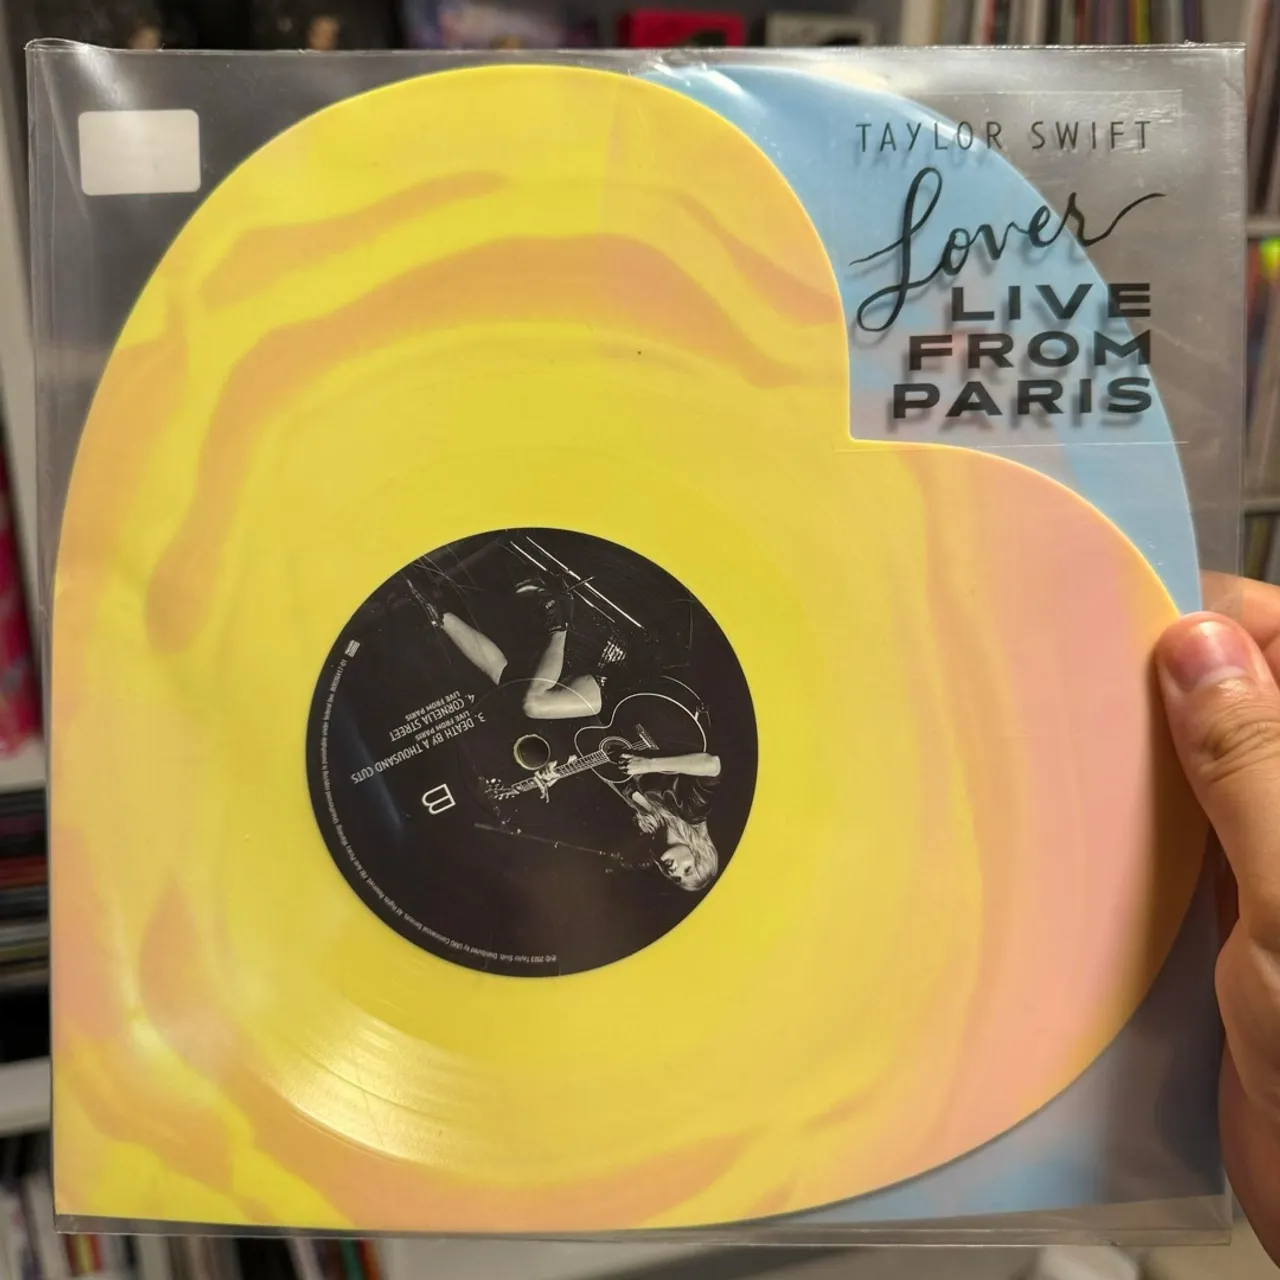 TAYLOR SWIFT
Lover
LIVE
FROM
PARIS
B
3. DEATH BY A THOUSAND CUTS
LIVE FROM PARIS
4. CORNELIA STREET
LIVE FROM PARIS